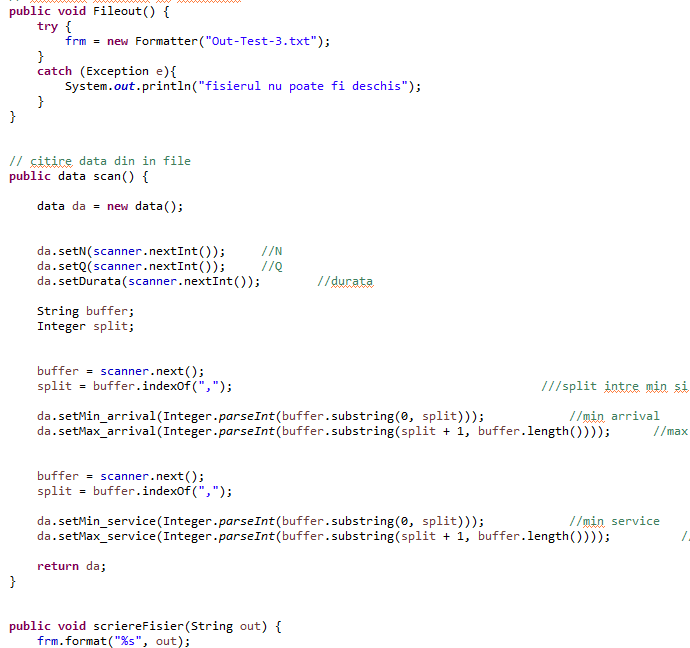 public void Fileout() {
try {
frm = new Formatter("Out-Test-3.txt");
}
catch (Exception e){
System.out.println("fisierul nu poate fi deschis");
}
}
// citire data din in file
public data scan() {
data da = new data();
da.setN(scanner.nextInt()); //N
da.setQ(scanner.nextInt()); //Q
da.setDurata(scanner.nextInt()); //durata
String buffer;
Integer split;
buffer = scanner.next();
split = buffer.indexOf(","); ///split intre min si
da.setMin_arrival(Integer.parseInt(buffer.substring(0, split))); //min arrival
da.setMax_arrival(Integer.parseInt(buffer.substring(split + 1, buffer.length()))); //max
buffer = scanner.next();
split = buffer.indexOf(",");
da.setMin_service(Integer.parseInt(buffer.substring(0, split))); //min service
da.setMax_service(Integer.parseInt(buffer.substring(split + 1, buffer.length()))); /
return da;
}
public void scriereFisier(String out) {
frm.format("%s", out);